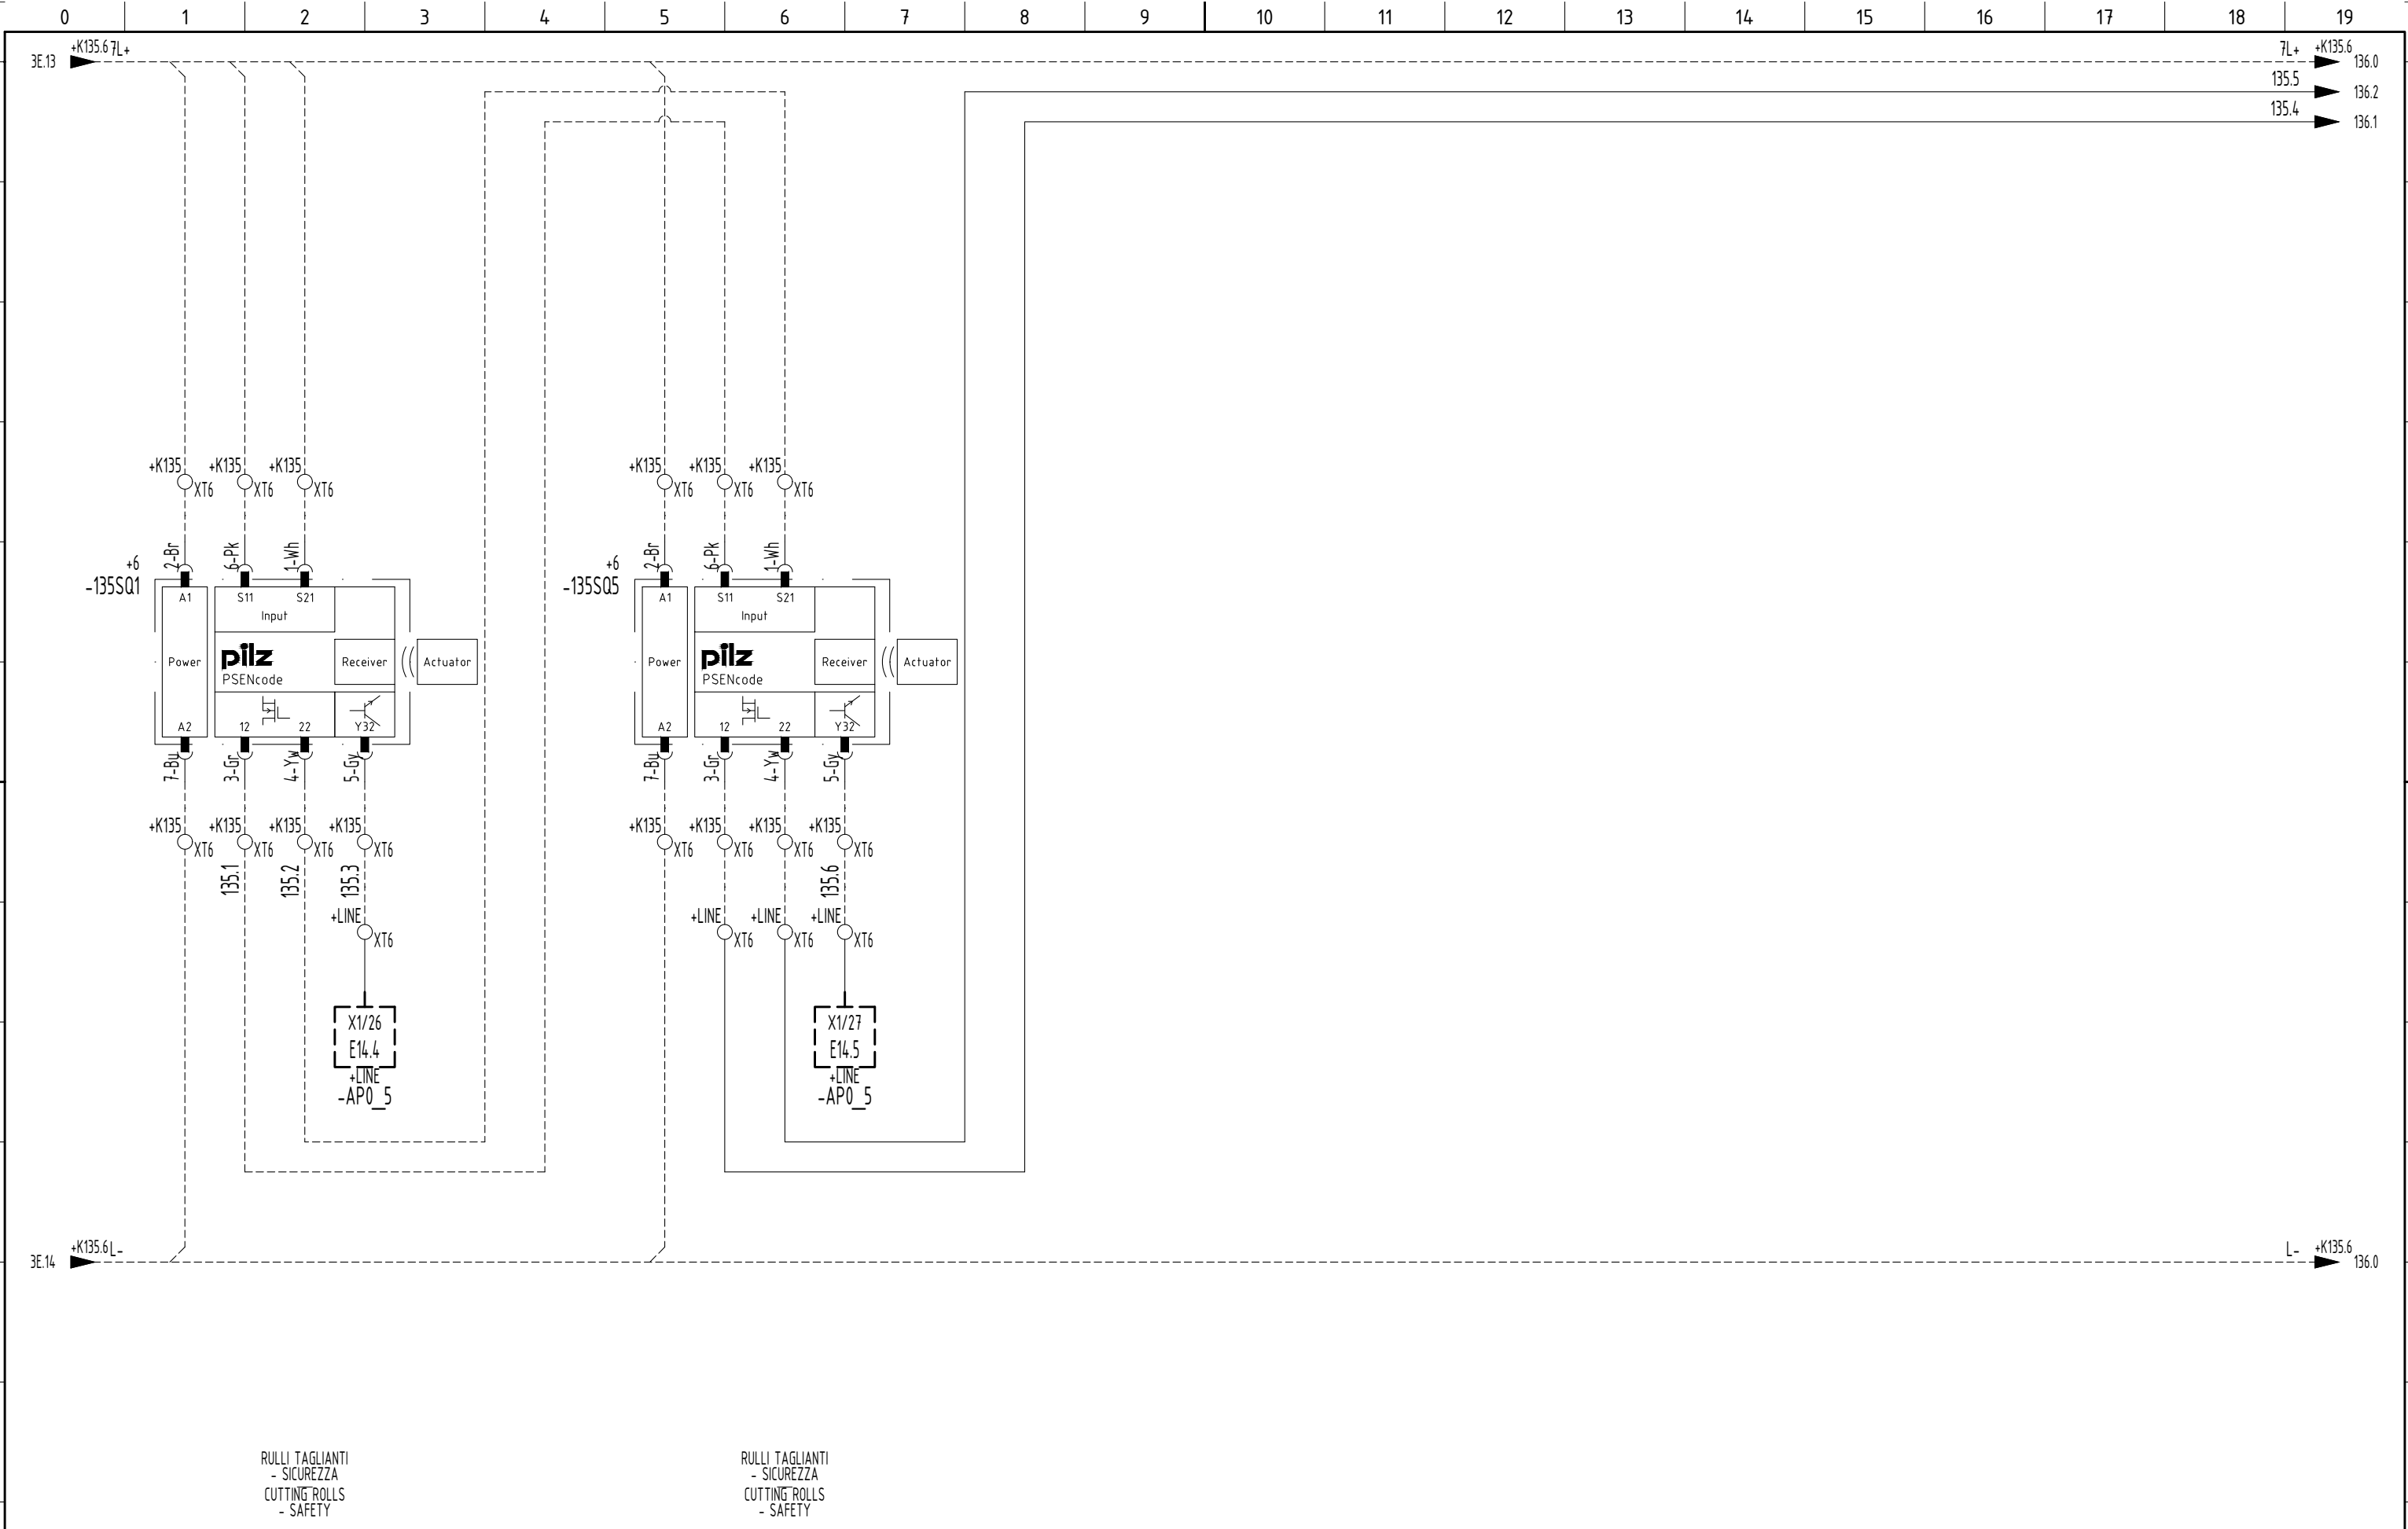 0 1 2 3 4 5 6 7 8 9 10 11 12 13 14 15 16 17 18 19
+K135.6 7L+ 7L+ +K135.6
3E.13 136.0
135.5
136.2
135.4
136.1
+K135 +K135 +K135 +K135 +K135 +K135
XT6 XT6 XT6 XT6 XT6 XT6
2-Br 6-Pk 1-Wh 2-Br 6-Pk 1-Wh
+6 +6
-135SQ1 -135SQ5
A1 S11 S21 A1 S11 S21
Input Input
Power pilz Receiver Actuator Power pilz Receiver Actuator
PSENcode PSENcode
A2 12 22 Y32 A2 12 22 Y32
7-Bu 3-Gr 4-Yw 5-Gy 7-Bu 3-Gr 4-Yw 5-Gy
+K135 +K135 +K135 +K135 +K135 +K135 +K135 +K135
XT6 XT6 XT6 XT6 XT6 XT6 XT6 XT6
135.1 135.2 135.3 135.6
+LINE +LINE +LINE +LINE
XT6 XT6 XT6 XT6
X1/26 X1/27
E14.4 E14.5
+LINE +LINE
-AP0_5 -AP0_5
+K135.6 L- L- +K135.6
3E.14 136.0
RULLI TAGLIANTI RULLI TAGLIANTI
- SICUREZZA - SICUREZZA
CUTTING ROLLS CUTTING ROLLS
- SAFETY - SAFETY